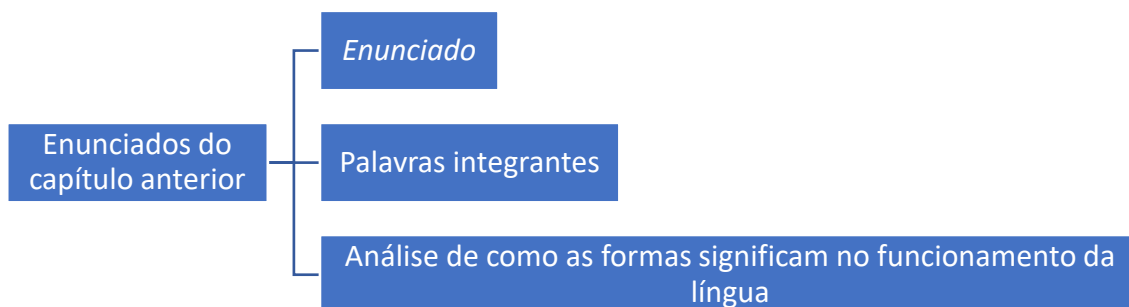 Enunciado
Enunciados do
capítulo anterior
Palavras integrantes
Análise de como as formas significam no funcionamento da
língua